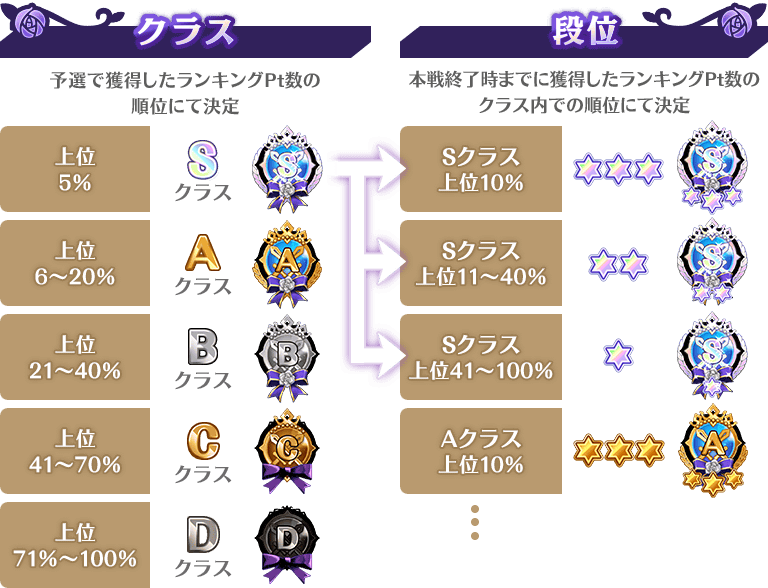 クラス
予選で獲得したランキングPt数の
順位にて決定
上位
5%
S
クラス
S
上位
6～20%
A
クラス
A
上位
21～40%
B
クラス
B
上位
41～70%
C
クラス
C
上位
71%～100%
D
クラス
D
段位
本戦終了時までに獲得したランキングPt数の
クラス内での順位にて決定
Sクラス
上位10%
S
Sクラス
上位11～40%
S
Sクラス
上位41～100%
S
Aクラス
上位10%
A